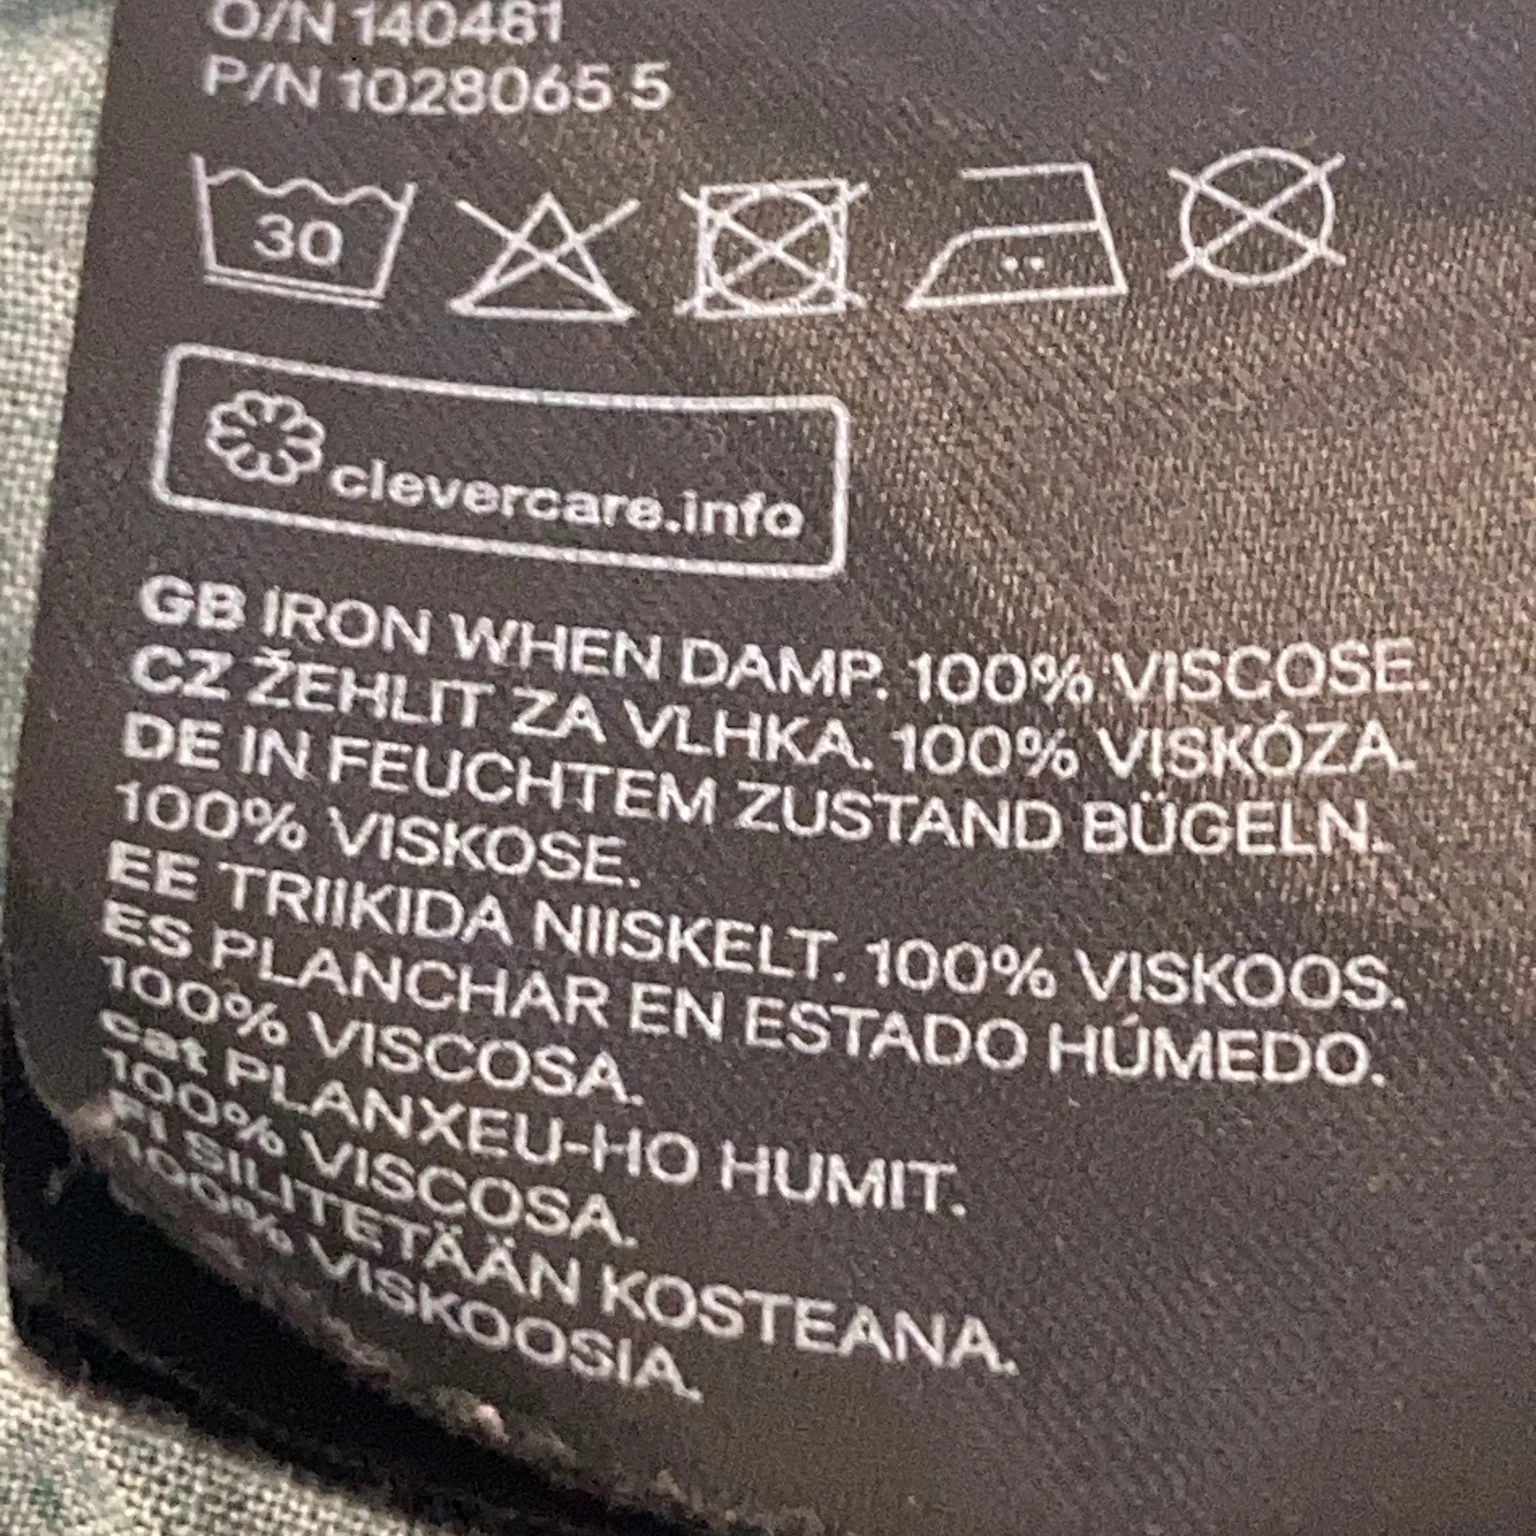 O/N 140481
P/N 1028065 5
30
clevercare.info
GB IRON WHEN DAMP. 100% VISCOSE.
CZ ŽEHLIT ZA VLHKA. 100% VISKÓZA.
DE IN FEUCHTEM ZUSTAND BÜGELN.
100% VISKOSE.
EE TRIIKIDA NIISKELT. 100% VISKOOS.
ES PLANCHAR EN ESTADO HÚMEDO.
100% VISCOSA.
cat PLANXEU-HO HUMIT.
100% VISCOSA.
FI SILITETÄÄN KOSTEANA.
100% VISKOOSIA.